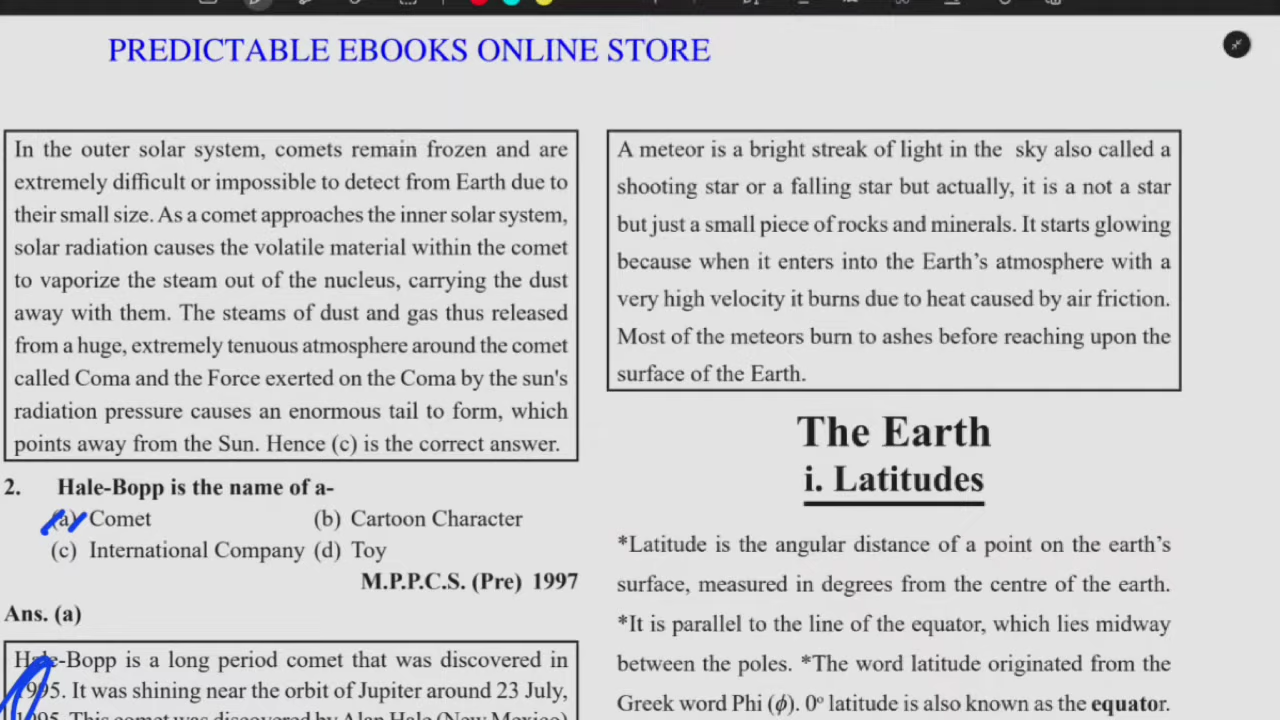 PREDICTABLE EBOOKS ONLINE STORE
In the outer solar system, comets remain frozen and are
extremely difficult or impossible to detect from Earth due to
their small size. As a comet approaches the inner solar system,
solar radiation causes the volatile material within the comet
to vaporize the steam out of the nucleus, carrying the dust
away with them. The steams of dust and gas thus released
from a huge, extremely tenuous atmosphere around the comet
called Coma and the Force exerted on the Coma by the sun's
radiation pressure causes an enormous tail to form, which
points away from the Sun. Hence (c) is the correct answer.
2. Hale-Bopp is the name of a-
(a) Comet (b) Cartoon Character
(c) International Company (d) Toy
M.P.P.C.S. (Pre) 1997
Ans. (a)
Hale-Bopp is a long period comet that was discovered in
1995. It was shining near the orbit of Jupiter around 23 July,
1995. This comet was discovered by Alan Hale (New Mexico)
A meteor is a bright streak of light in the sky also called a
shooting star or a falling star but actually, it is a not a star
but just a small piece of rocks and minerals. It starts glowing
because when it enters into the Earth's atmosphere with a
very high velocity it burns due to heat caused by air friction.
Most of the meteors burn to ashes before reaching upon the
surface of the Earth.
The Earth
i. Latitudes
*Latitude is the angular distance of a point on the earth's
surface, measured in degrees from the centre of the earth.
*It is parallel to the line of the equator, which lies midway
between the poles. *The word latitude originated from the
Greek word Phi (ϕ). 0º latitude is also known as the equator.